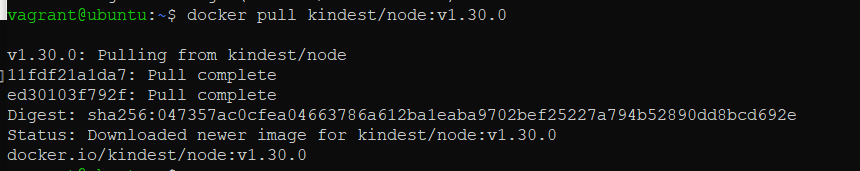 vagrant@ubuntu:~$ docker pull kindest/node:v1.30.0
v1.30.0: Pulling from kindest/node
11fdf21a1da7: Pull complete
ed30103f792f: Pull complete
Digest: sha256:047357ac0cfea04663786a612ba1eaba9702bef25227a794b52890dd8bcd692e
Status: Downloaded newer image for kindest/node:v1.30.0
docker.io/kindest/node:v1.30.0